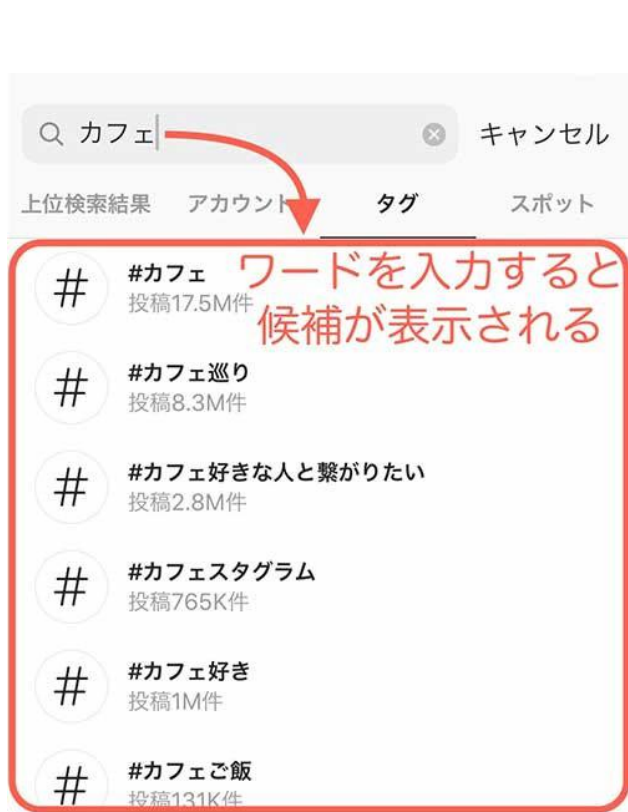 カフェ
キャンセル
上位検索結果 アカウント タグ スポット
ワードを入力すると
候補が表示される
#カフェ
投稿17.5M件
#カフェ巡り
投稿8.3M件
#カフェ好きな人と繋がりたい
投稿2.8M件
#カフェスタグラム
投稿765K件
#カフェ好き
投稿1M件
#カフェご飯
投稿131K件